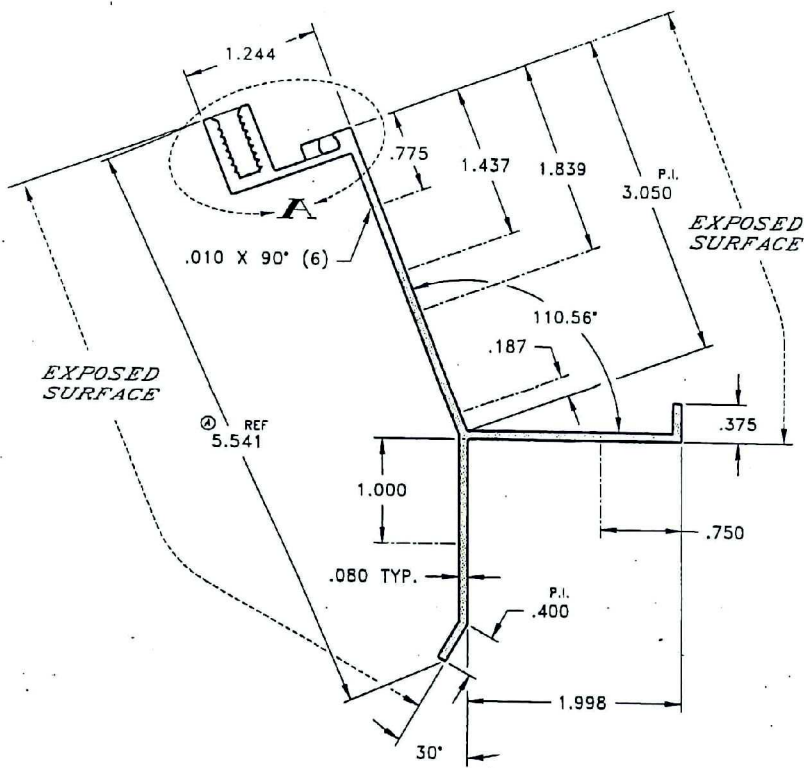 1.244
.775
1.437
1.839
P.I.
3.050
EXPOSED
SURFACE
A
.010 X 90° (6)
110.56°
.187
EXPOSED
SURFACE
Ⓐ REF
5.541
.375
1.000
.750
.080 TYP.
P.I.
.400
1.998
30°